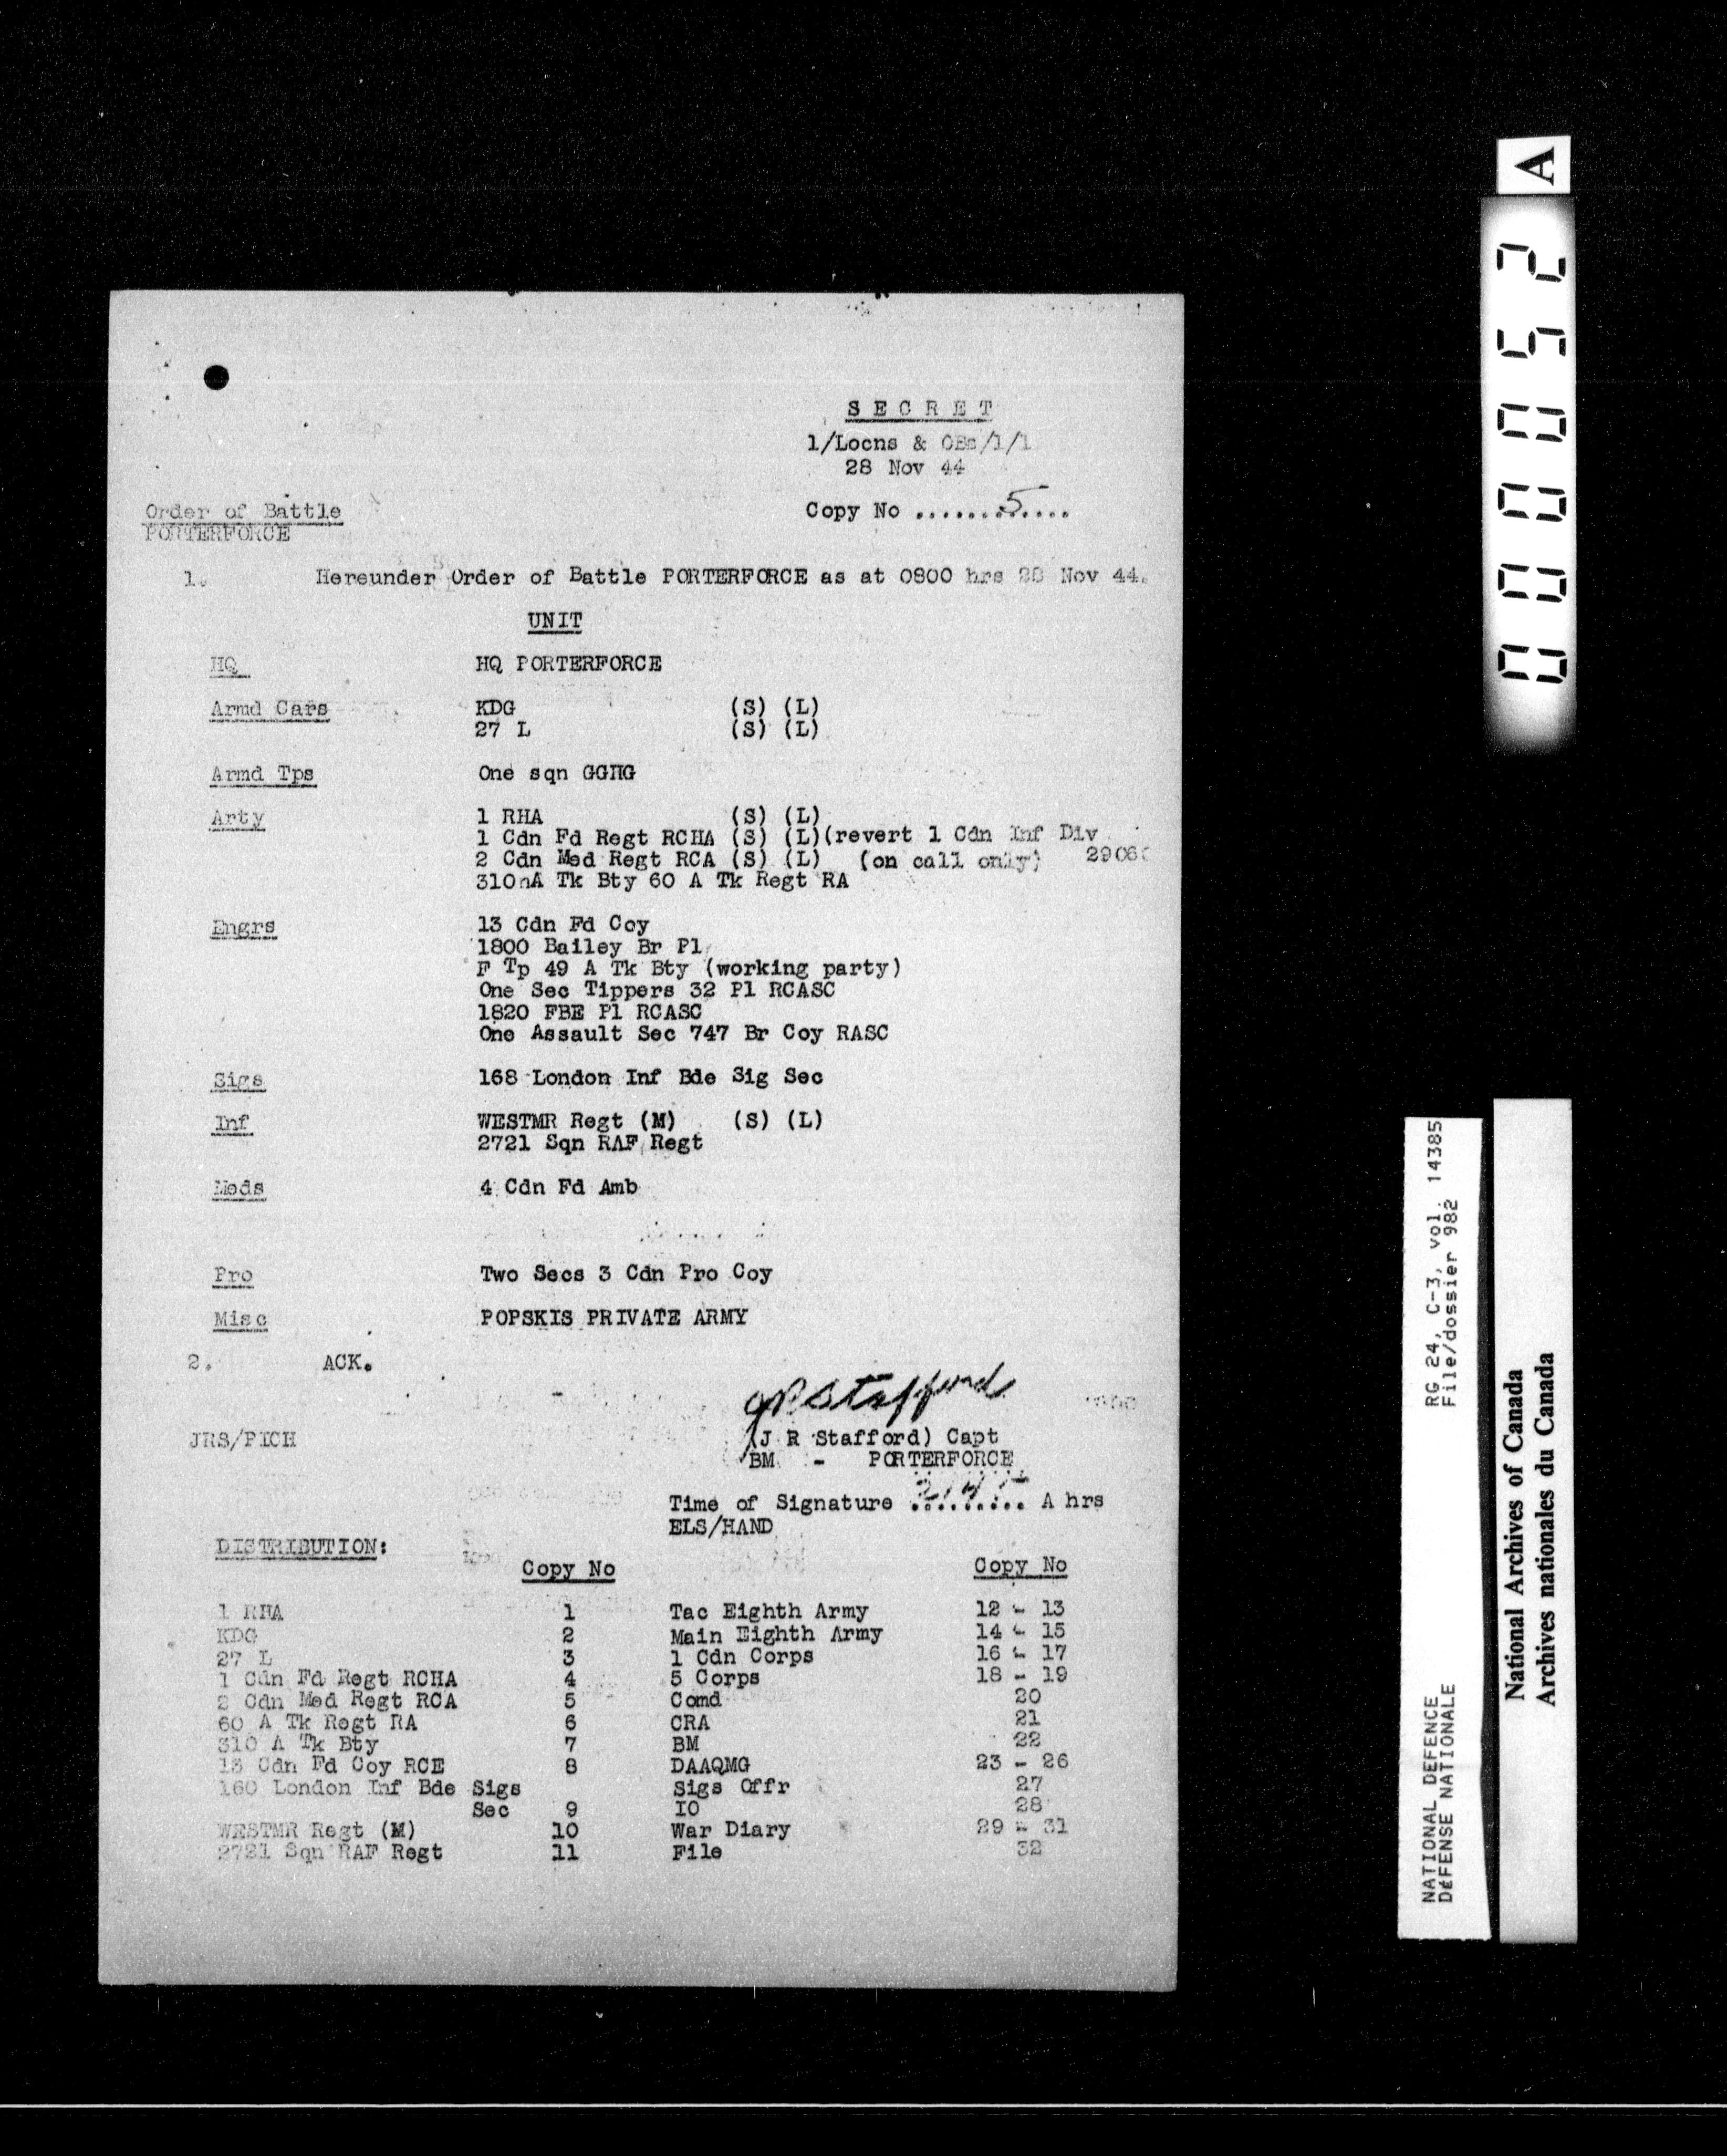 S E C R E T
1/Locns & OBs/1/1
28 Nov 44
Copy No .......5.....
Order of Battle
PORTERFORCE
1. Hereunder Order of Battle PORTERFORCE as at 0800 hrs 28 Nov 44.
UNIT
HQ HQ PORTERFORCE
Armd Cars KDG (S) (L)
27 L (S) (L)
Armd Tps One sqn GGHG
Arty 1 RHA (S) (L)
1 Cdn Fd Regt RCHA (S) (L)(revert 1 Cdn Inf Div
2 Cdn Med Regt RCA (S) (L) (on call only)
310 A Tk Bty 60 A Tk Regt RA
Engrs 13 Cdn Fd Coy
1800 Bailey Br Pl
F Tp 49 A Tk Bty (working party)
One Sec Tippers 32 Pl RCASC
1820 FBE Pl RCASC
One Assault Sec 747 Br Coy RASC
Sigs 168 London Inf Bde Sig Sec
Inf WESTMR Regt (M) (S) (L)
2721 Sqn RAF Regt
Meds 4 Cdn Fd Amb
Pro Two Secs 3 Cdn Pro Coy
Misc POPSKIS PRIVATE ARMY
2. ACK.
JRStafford
JRS/FICH (J R Stafford) Capt
BM - PORTERFORCE
Time of Signature ......... A hrs
ELS/HAND
DISTRIBUTION:
Copy No Copy No
1 RHA 1 Tac Eighth Army 12 - 13
KDG 2 Main Eighth Army 14 - 15
27 L 3 1 Cdn Corps 16 - 17
1 Cdn Fd Regt RCHA 4 5 Corps 18 - 19
2 Cdn Med Regt RCA 5 Comd 20
60 A Tk Regt RA 6 CRA 21
310 A Tk Bty 7 BM 22
13 Cdn Fd Coy RCE 8 DAAQMG 23 - 26
160 London Inf Bde Sigs Sigs Offr 27
Sec 9 IO 28
WESTMR Regt (M) 10 War Diary 29 - 31
2721 Sqn RAF Regt 11 File 32
000052 A
NATIONAL DEFENCE RG 24, C-3, vol. 14385
DÉFENSE NATIONALE File/dossier 982
National Archives of Canada
Archives nationales du Canada